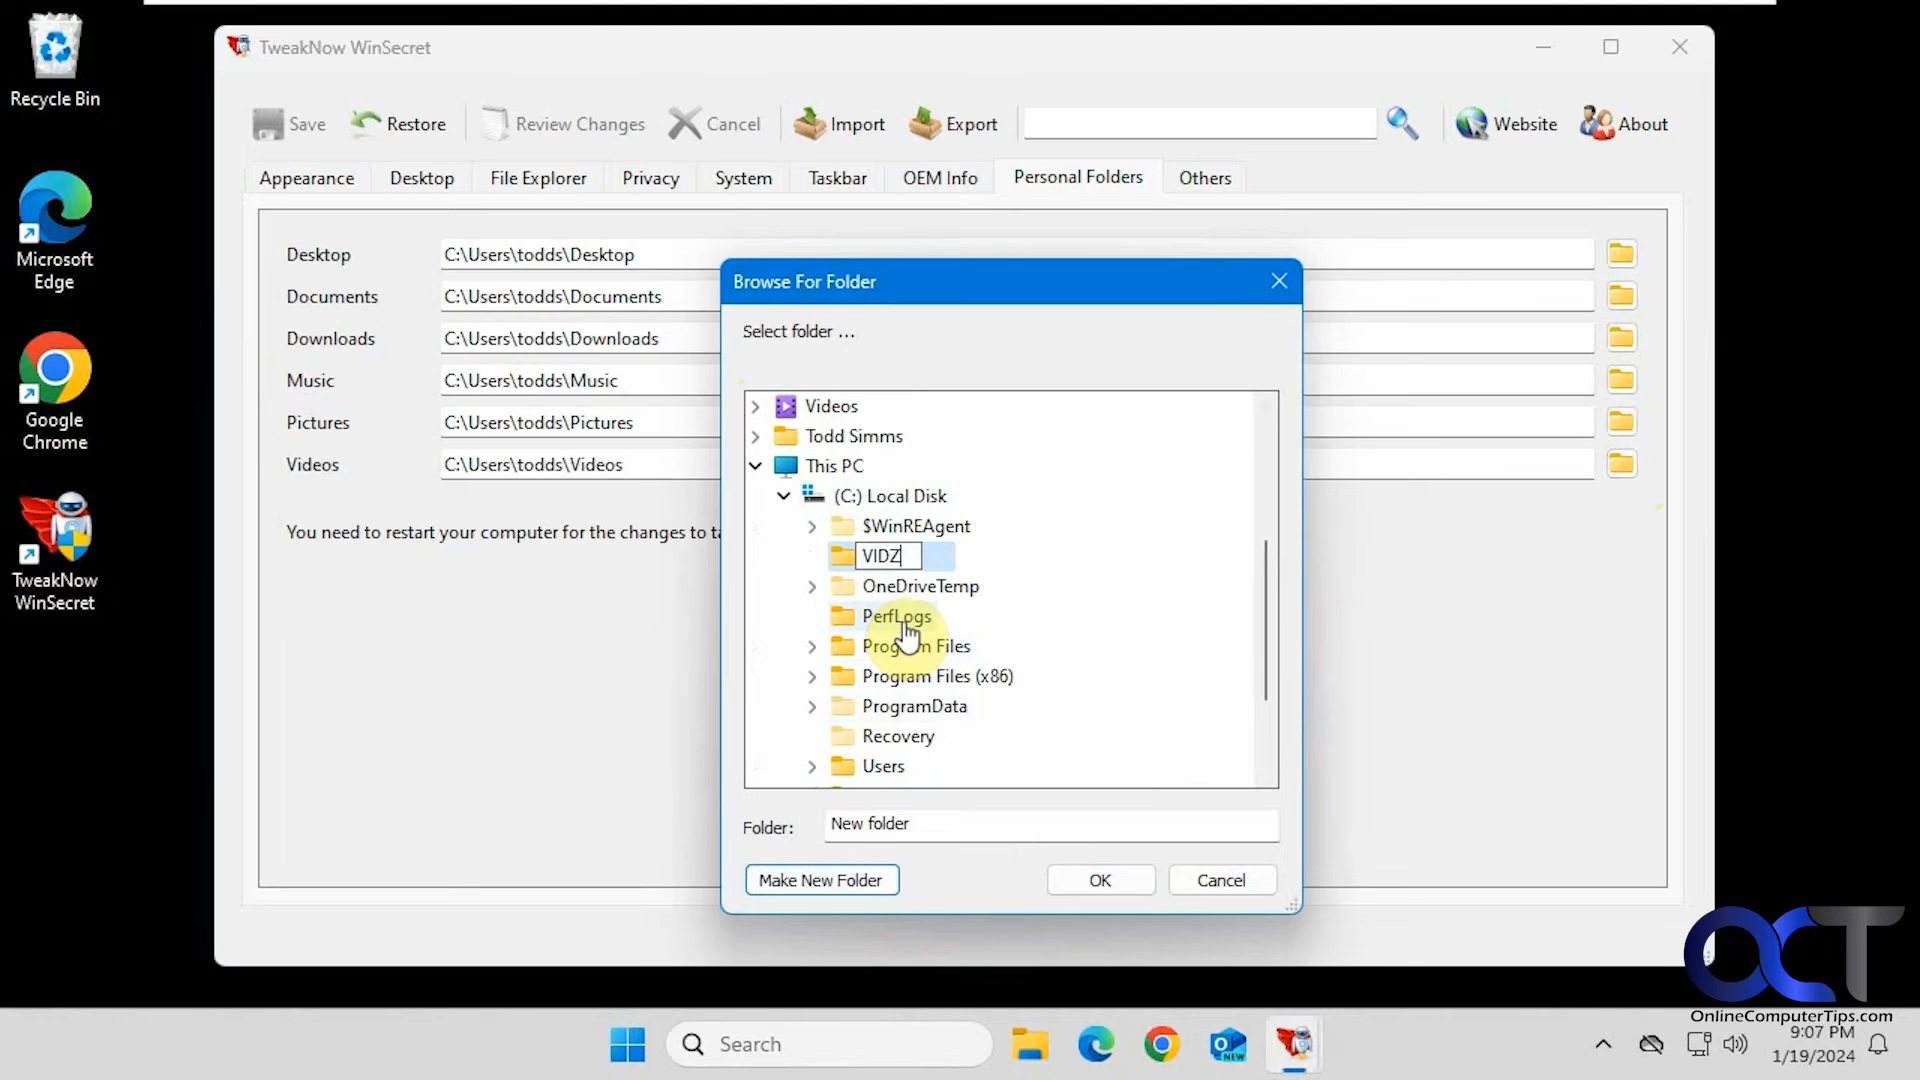 Recycle Bin
Microsoft
Edge
Google
Chrome
TweakNow
WinSecret
TweakNow WinSecret
Save
Restore
Review Changes
Cancel
Import
Export
Website
About
Appearance
Desktop
File Explorer
Privacy
System
Taskbar
OEM Info
Personal Folders
Others
Desktop C:\Users\todds\Desktop
Documents C:\Users\todds\Documents
Downloads C:\Users\todds\Downloads
Music C:\Users\todds\Music
Pictures C:\Users\todds\Pictures
Videos C:\Users\todds\Videos
You need to restart your computer for the changes to ta
Browse For Folder
Select folder ...
Videos
Todd Simms
This PC
(C:) Local Disk
$WinREAgent
VIDZ
OneDriveTemp
PerfLogs
Program Files
Program Files (x86)
ProgramData
Recovery
Users
Folder: New folder
Make New Folder
OK
Cancel
OCT
OnlineComputerTips.com
Search
NEW
9:07 PM
1/19/2024